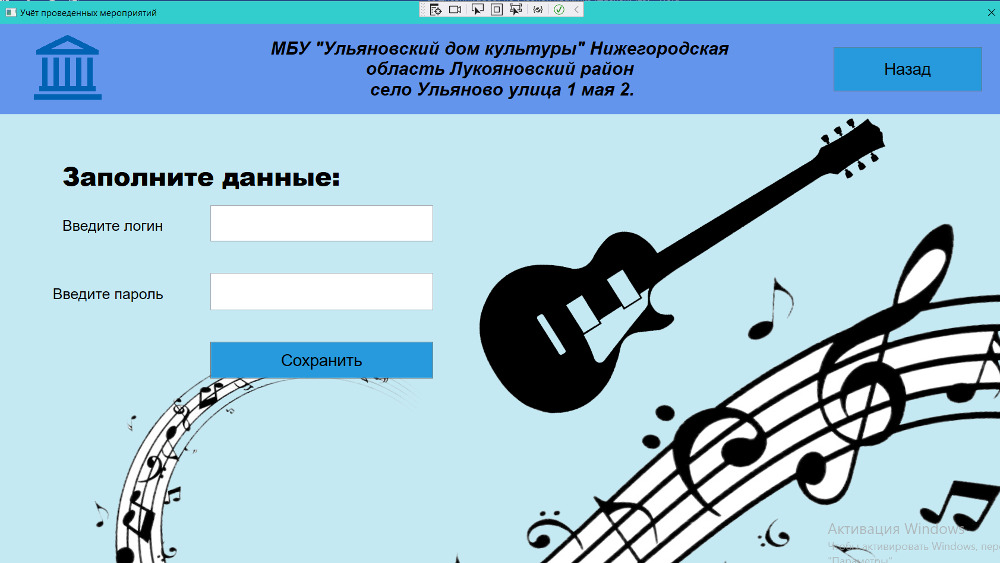 Учёт проведенных мероприятий
МБУ "Ульяновский дом культуры" Нижегородская
область Лукояновский район
село Ульяново улица 1 мая 2.
Назад
Заполните данные:
Введите логин
Введите пароль
Сохранить
Активация Windows
Чтобы активировать Windows, пер
"Параметры"